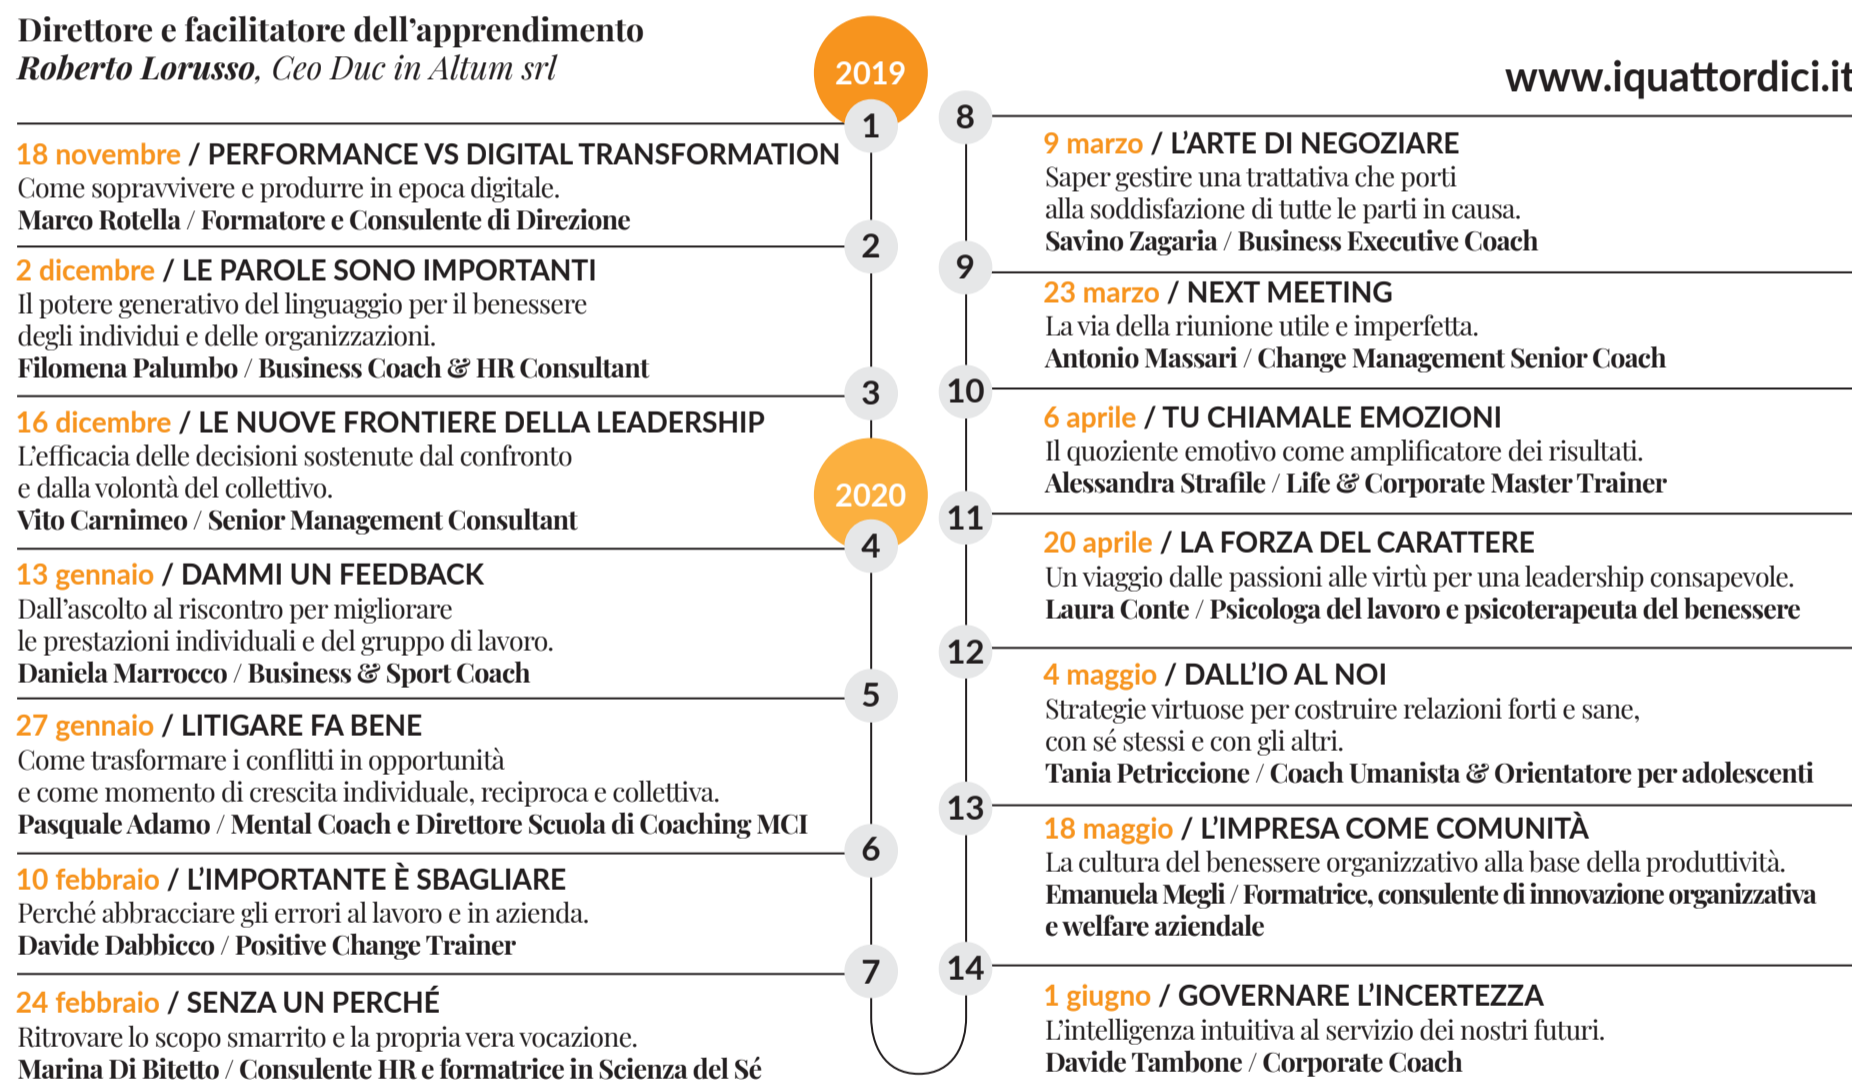 Direttore e facilitatore dell'apprendimento
Roberto Lorusso, Ceo Duc in Altum srl
2019
1
18 novembre / PERFORMANCE VS DIGITAL TRANSFORMATION
Come sopravvivere e produrre in epoca digitale.
Marco Rotella / Formatore e Consulente di Direzione
2
2 dicembre / LE PAROLE SONO IMPORTANTI
Il potere generativo del linguaggio per il benessere
degli individui e delle organizzazioni.
Filomena Palumbo / Business Coach & HR Consultant
3
16 dicembre / LE NUOVE FRONTIERE DELLA LEADERSHIP
L'efficacia delle decisioni sostenute dal confronto
e dalla volontà del collettivo.
Vito Carnimeo / Senior Management Consultant
2020
4
13 gennaio / DAMMI UN FEEDBACK
Dall'ascolto al riscontro per migliorare
le prestazioni individuali e del gruppo di lavoro.
Daniela Marrocco / Business & Sport Coach
5
27 gennaio / LITIGARE FA BENE
Come trasformare i conflitti in opportunità
e come momento di crescita individuale, reciproca e collettiva.
Pasquale Adamo / Mental Coach e Direttore Scuola di Coaching MCI
6
10 febbraio / L'IMPORTANTE È SBAGLIARE
Perché abbracciare gli errori al lavoro e in azienda.
Davide Dabbicco / Positive Change Trainer
7
24 febbraio / SENZA UN PERCHÉ
Ritrovare lo scopo smarrito e la propria vera vocazione.
Marina Di Bitetto / Consulente HR e formatrice in Scienza del Sé
www.iquattordici.it
8
9 marzo / L'ARTE DI NEGOZIARE
Saper gestire una trattativa che porti
alla soddisfazione di tutte le parti in causa.
Savino Zagaria / Business Executive Coach
9
23 marzo / NEXT MEETING
La via della riunione utile e imperfetta.
Antonio Massari / Change Management Senior Coach
10
6 aprile / TU CHIAMALE EMOZIONI
Il quoziente emotivo come amplificatore dei risultati.
Alessandra Strafile / Life & Corporate Master Trainer
11
20 aprile / LA FORZA DEL CARATTERE
Un viaggio dalle passioni alle virtù per una leadership consapevole.
Laura Conte / Psicologa del lavoro e psicoterapeuta del benessere
12
4 maggio / DALL'IO AL NOI
Strategie virtuose per costruire relazioni forti e sane,
con sé stessi e con gli altri.
Tania Petriccione / Coach Umanista & Orientatore per adolescenti
13
18 maggio / L'IMPRESA COME COMUNITÀ
La cultura del benessere organizzativo alla base della produttività.
Emanuela Megli / Formatrice, consulente di innovazione organizzativa
e welfare aziendale
14
1 giugno / GOVERNARE L'INCERTEZZA
L'intelligenza intuitiva al servizio dei nostri futuri.
Davide Tambone / Corporate Coach